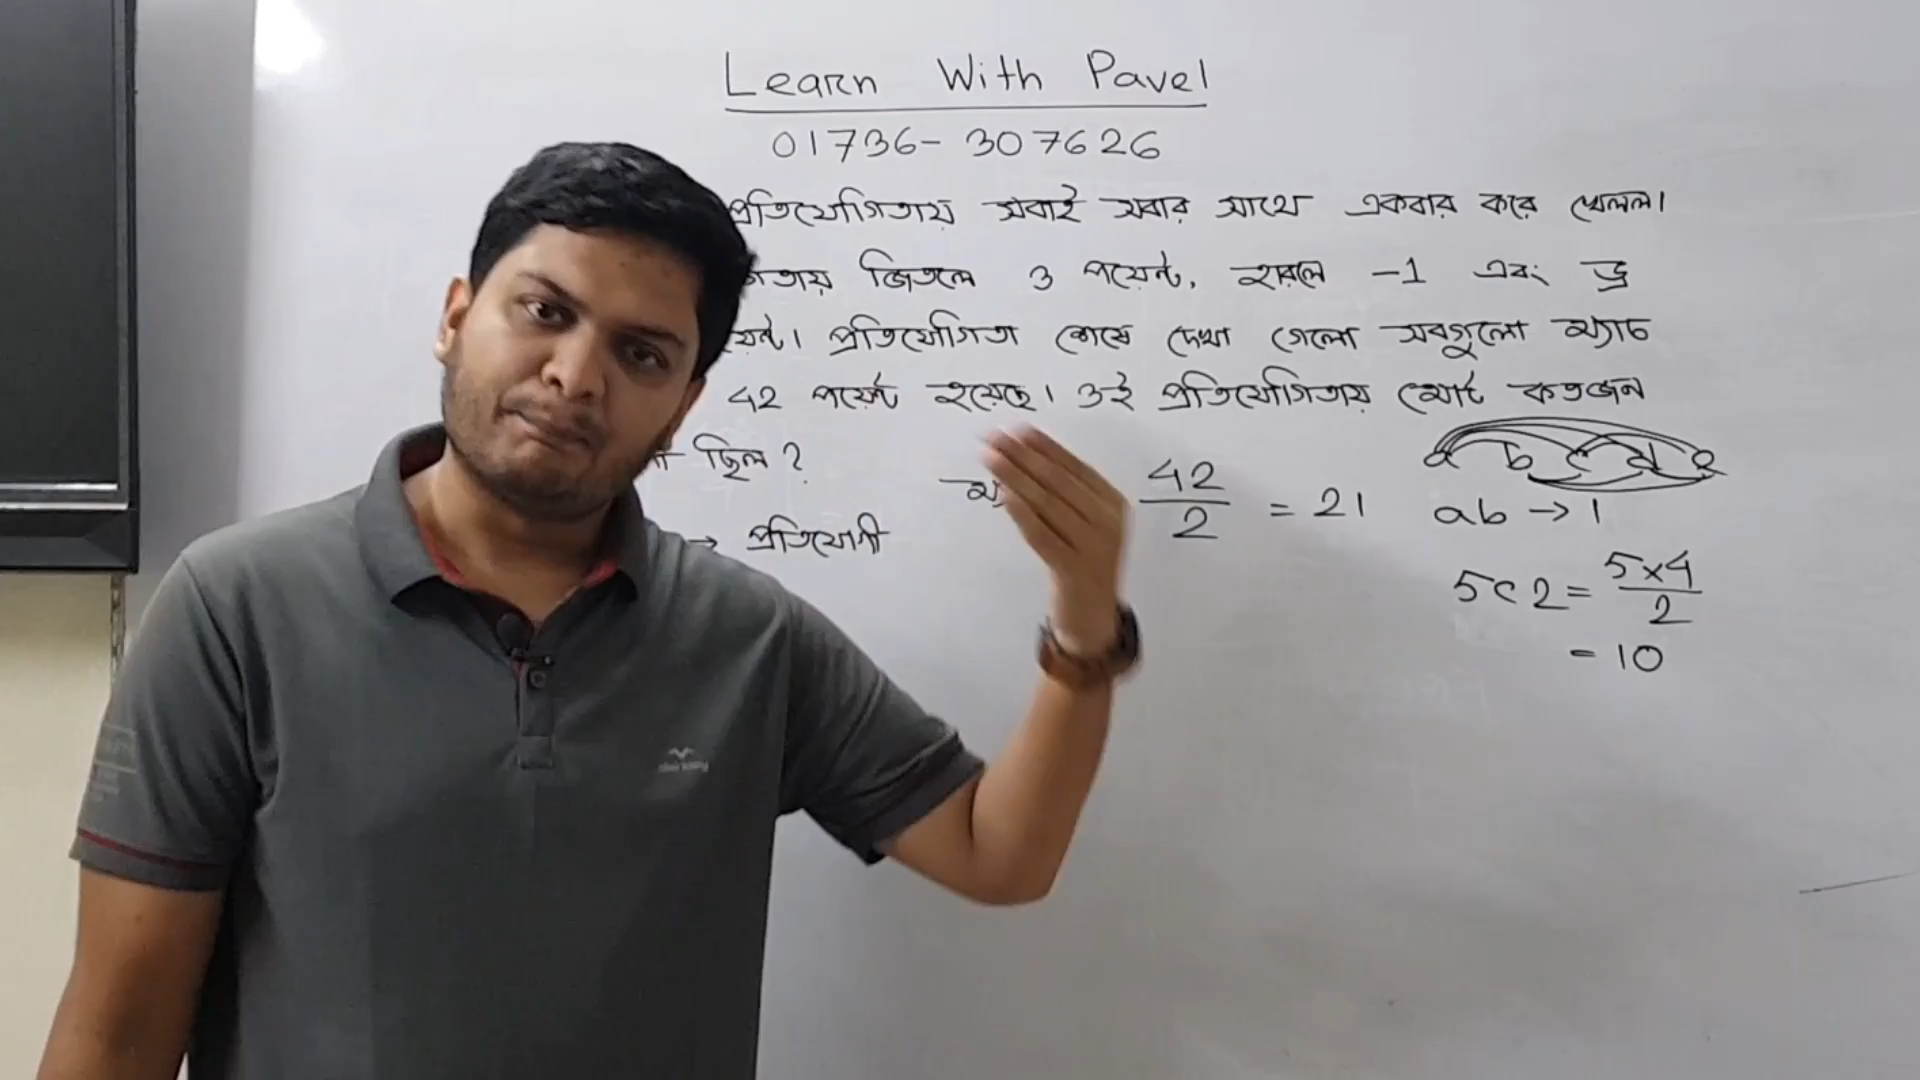 Learn With Pavel
01736-307626
প্রতিযোগিতায় সবাই সবার সাথে একবার করে খেলল।
জিতলে 3 পয়েন্ট, হারলে -1 এবং ড্র
প্রতিযোগিতা শেষে দেখা গেলো সবগুলো ম্যাচ
42 পয়েন্ট হয়েছে। ওই প্রতিযোগিতায় মোট কতজন
ছিল?
a b c d e
42/2 = 21
ab → 1
→ প্রতিযোগী
5c2 = 5×4/2
= 10